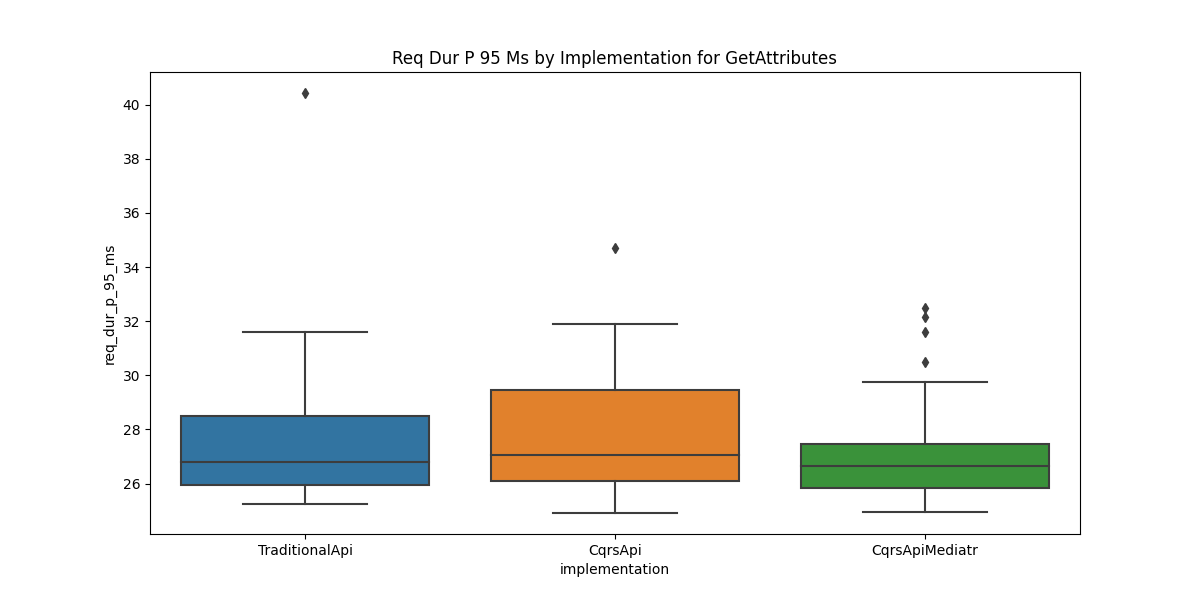 Req Dur P 95 Ms by Implementation for GetAttributes
req_dur_p_95_ms
40
38
36
34
32
30
28
26
TraditionalApi
CqrsApi
CqrsApiMediatr
implementation